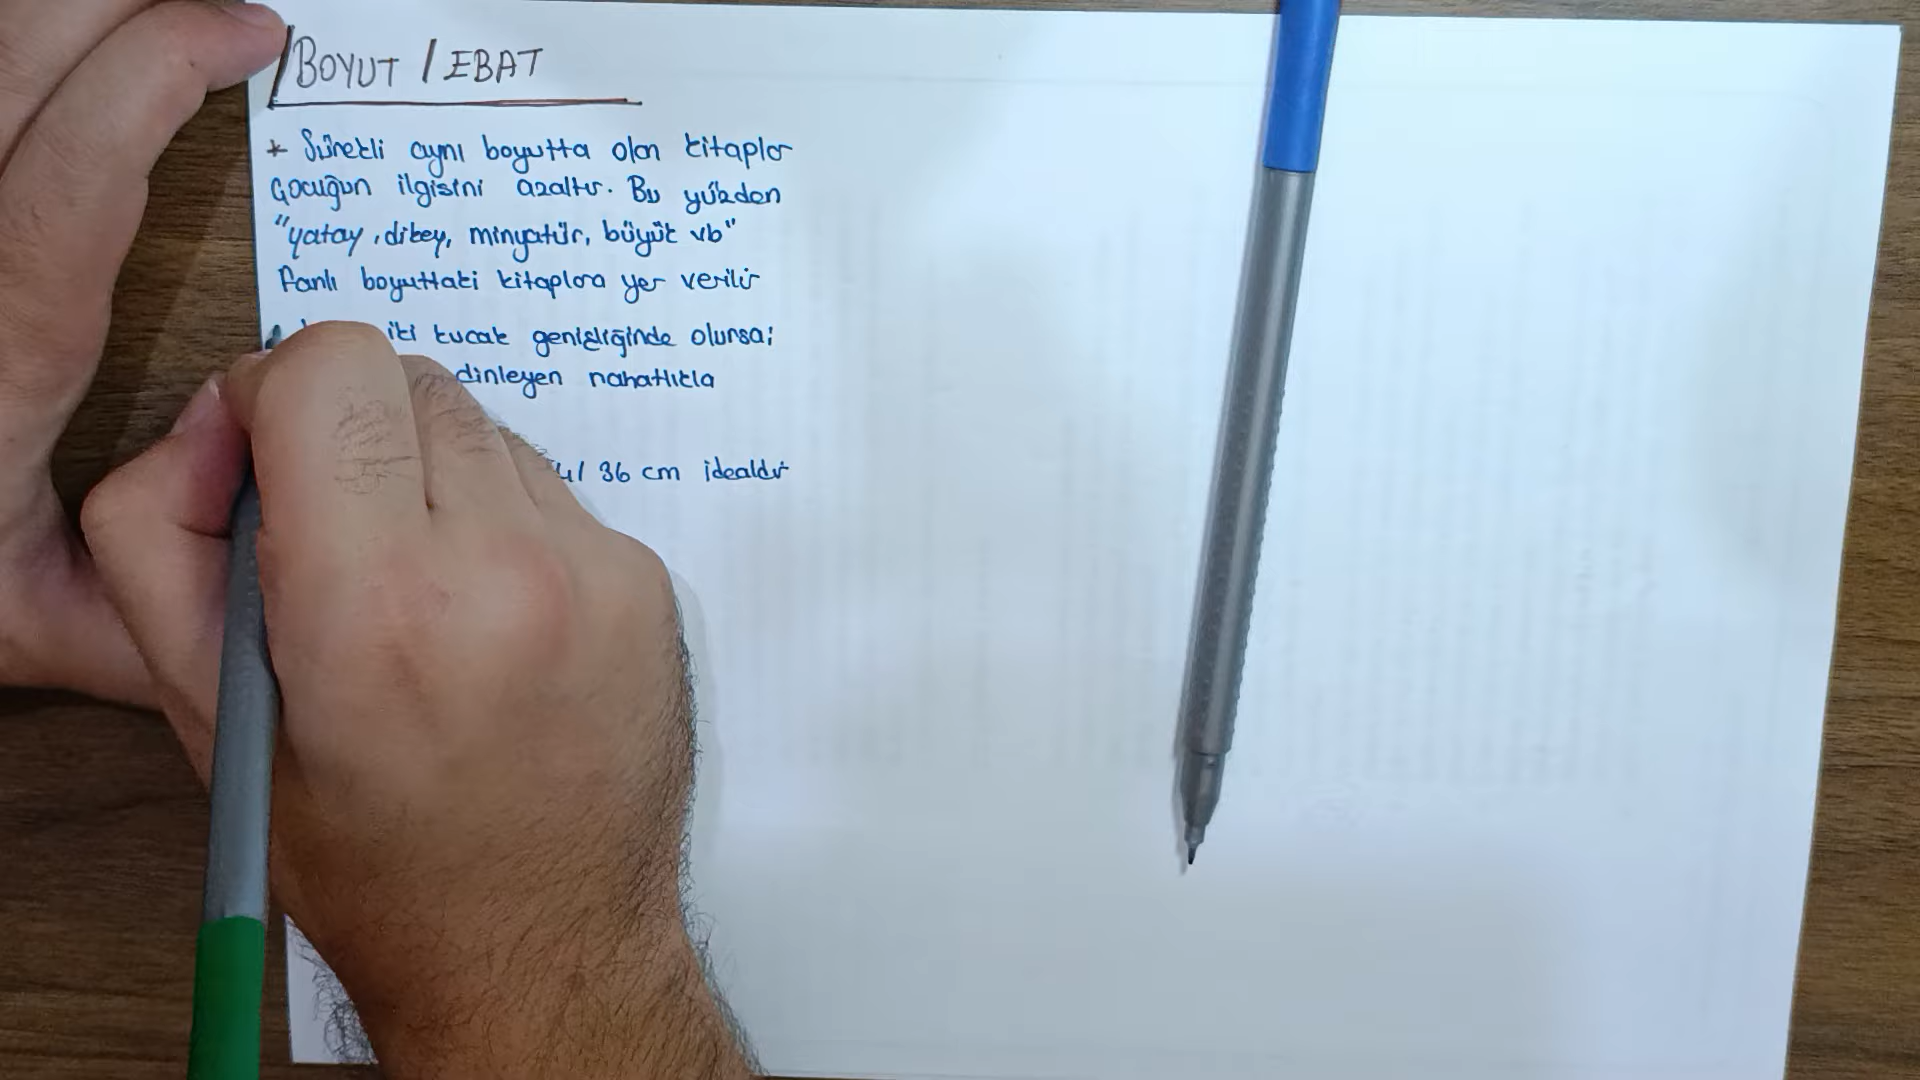 BOYUT / EBAT
* Sürekli aynı boyutta olan kitaplar
çocuğun ilgisini azaltır. Bu yüzden
"yatay, dikey, minyatür, büyük vb"
Farklı boyuttaki kitaplara yer verilir
iki kucak genişliğinde olursa;
dinleyen rahatlıkla
36 cm idealdir